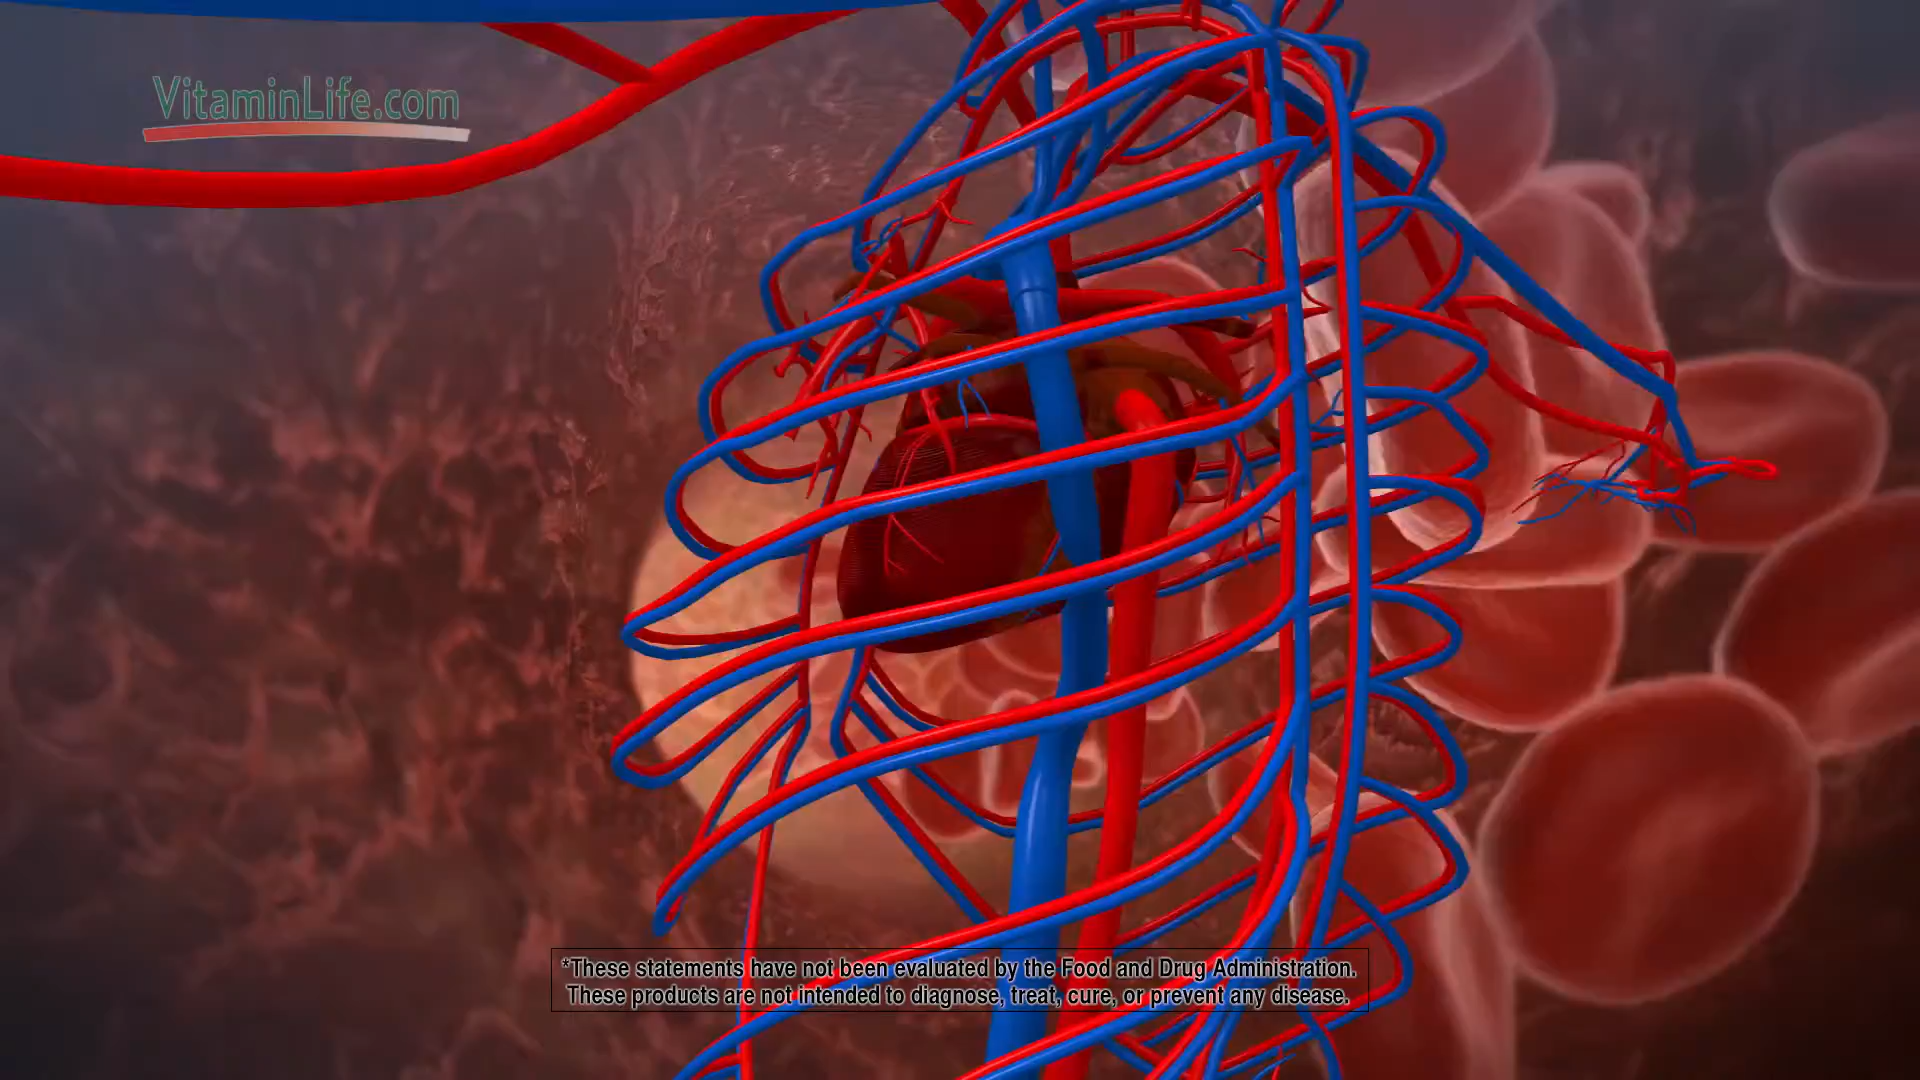 VitaminLife.com
*These statements have not been evaluated by the Food and Drug Administration.
These products are not intended to diagnose, treat, cure, or prevent any disease.